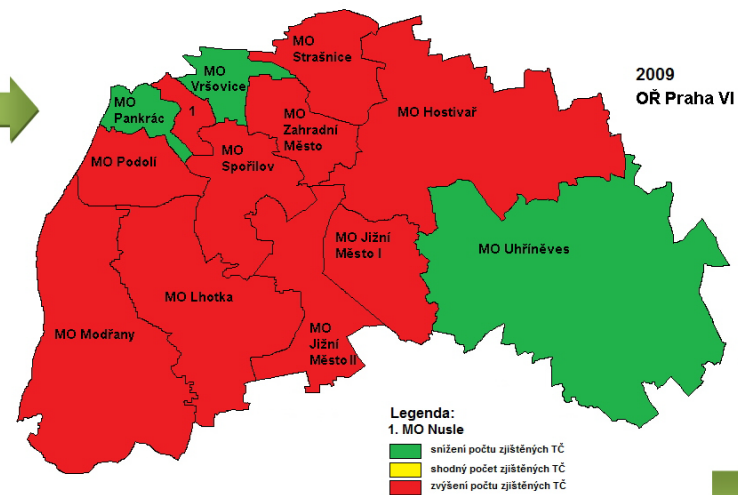 MO
Strašnice
2009
OŘ Praha VI
MO
Vršovice
MO
Pankrác
1
MO
Zahradní
Město
MO Hostivař
MO Podolí
MO
Spořilov
MO Jižní
Město I
MO Uhříněves
MO Lhotka
MO Modřany
MO
Jižní
Město II
Legenda:
1. MO Nusle
snížení počtu zjištěných TČ
shodný počet zjištěných TČ
zvýšení počtu zjištěných TČ